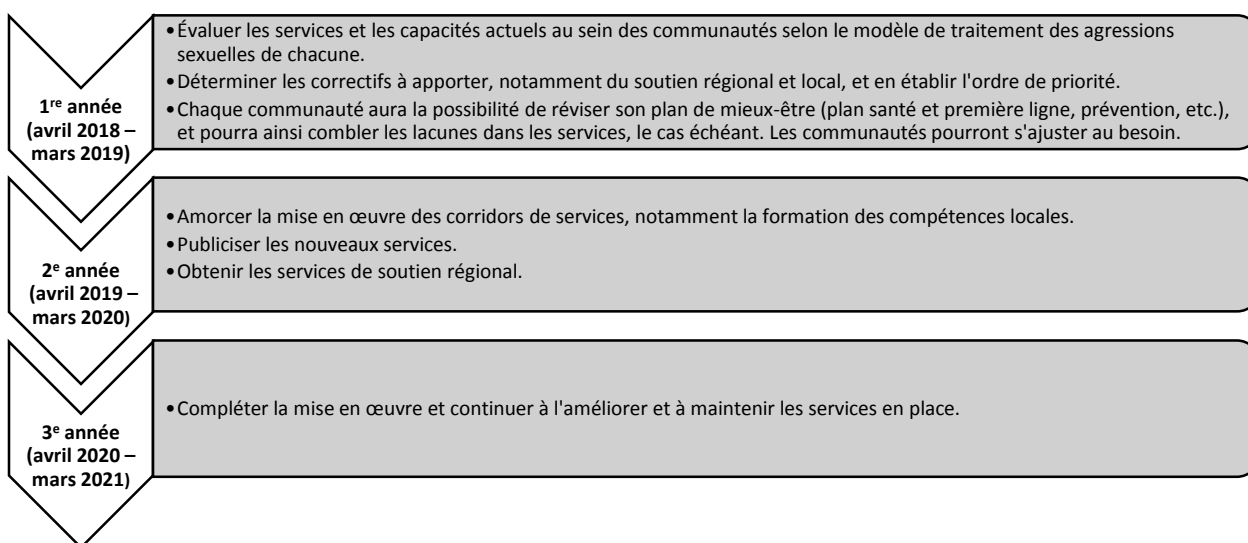 1re année
(avril 2018 –
mars 2019)
•Évaluer les services et les capacités actuels au sein des communautés selon le modèle de traitement des agressions
sexuelles de chacune.
•Déterminer les correctifs à apporter, notamment du soutien régional et local, et en établir l'ordre de priorité.
•Chaque communauté aura la possibilité de réviser son plan de mieux-être (plan santé et première ligne, prévention, etc.),
et pourra ainsi combler les lacunes dans les services, le cas échéant. Les communautés pourront s'ajuster au besoin.
2e année
(avril 2019 –
mars 2020)
•Amorcer la mise en œuvre des corridors de services, notamment la formation des compétences locales.
•Publiciser les nouveaux services.
•Obtenir les services de soutien régional.
3e année
(avril 2020 –
mars 2021)
•Compléter la mise en œuvre et continuer à l'améliorer et à maintenir les services en place.